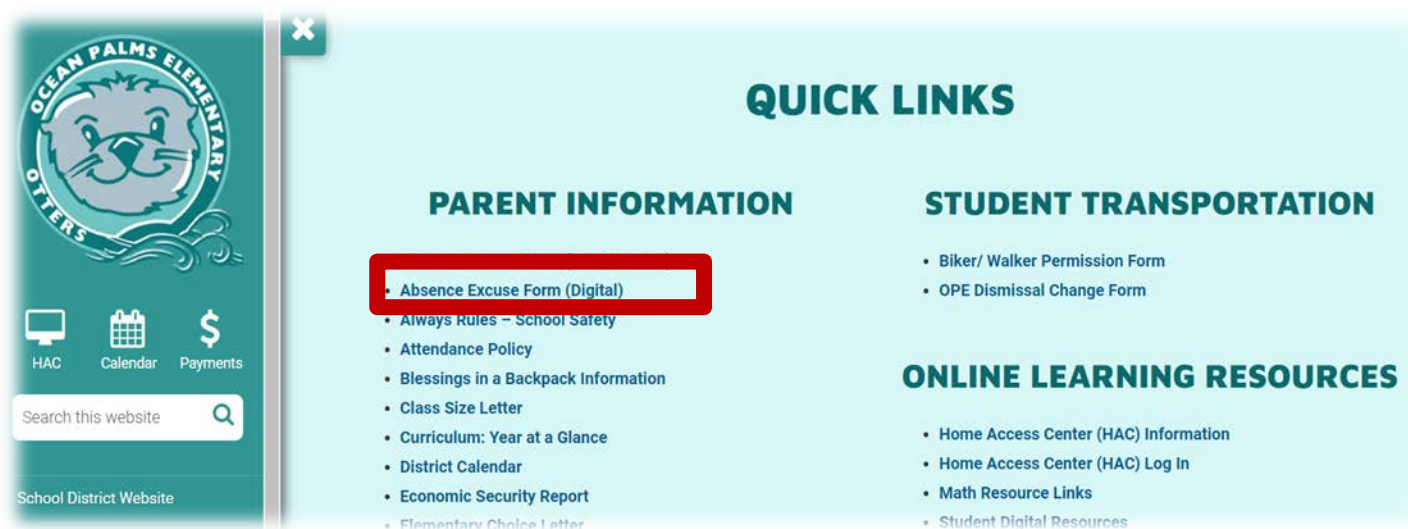 OCEAN PALMS ELEMENTARY
OTTERS
HAC
Calendar
Payments
Search this website
School District Website
QUICK LINKS
PARENT INFORMATION
• Absence Excuse Form (Digital)
• Always Rules – School Safety
• Attendance Policy
• Blessings in a Backpack Information
• Class Size Letter
• Curriculum: Year at a Glance
• District Calendar
• Economic Security Report
• Elementary Choice Letter
STUDENT TRANSPORTATION
• Biker/ Walker Permission Form
• OPE Dismissal Change Form
ONLINE LEARNING RESOURCES
• Home Access Center (HAC) Information
• Home Access Center (HAC) Log In
• Math Resource Links
• Student Digital Resources